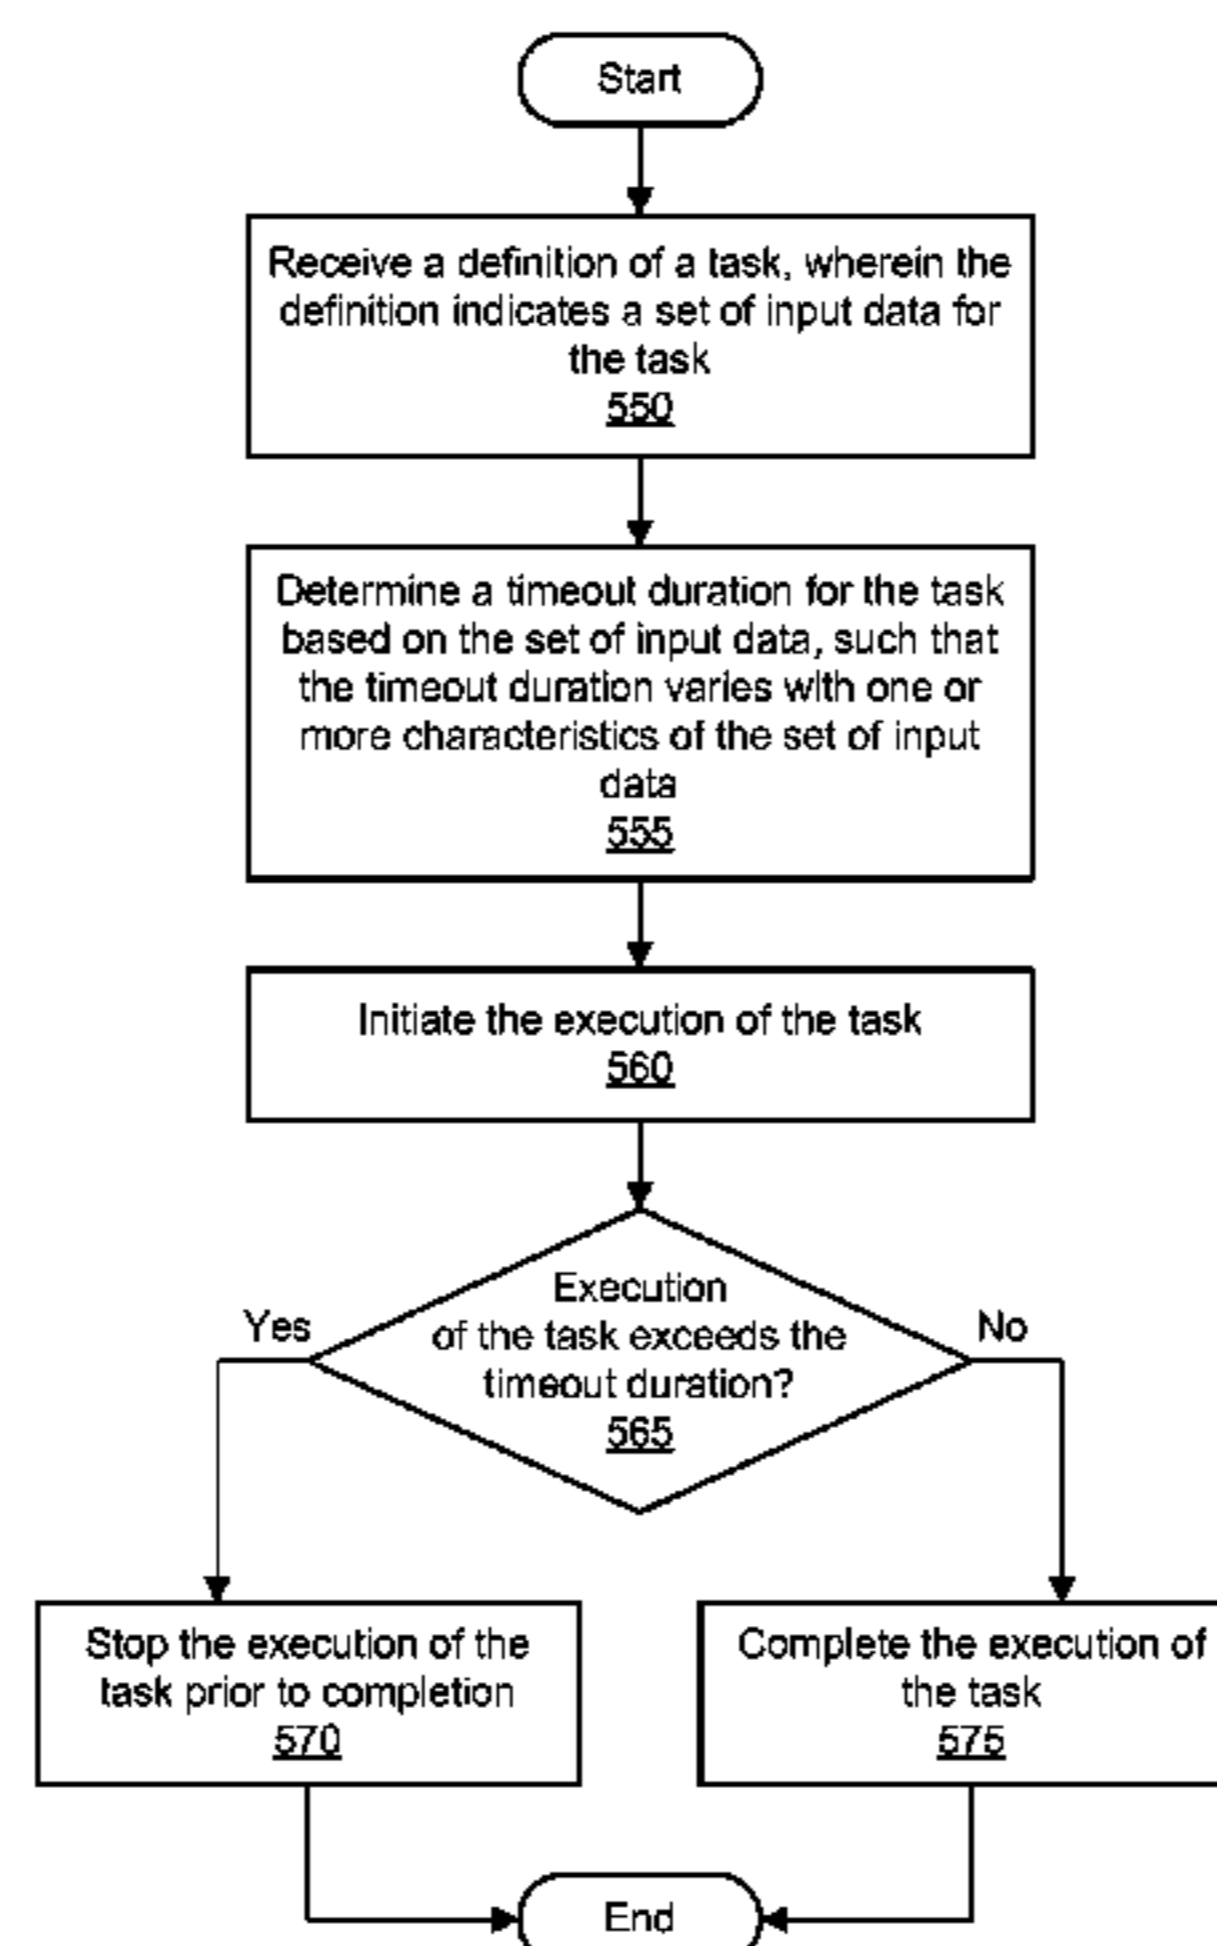 Start
Receive a definition of a task, wherein the
definition indicates a set of input data for
the task
550
Determine a timeout duration for the task
based on the set of input data, such that
the timeout duration varies with one or
more characteristics of the set of input
data
555
Initiate the execution of the task
560
Execution
of the task exceeds the
timeout duration?
565
Yes
No
Stop the execution of the
task prior to completion
570
Complete the execution of
the task
575
End